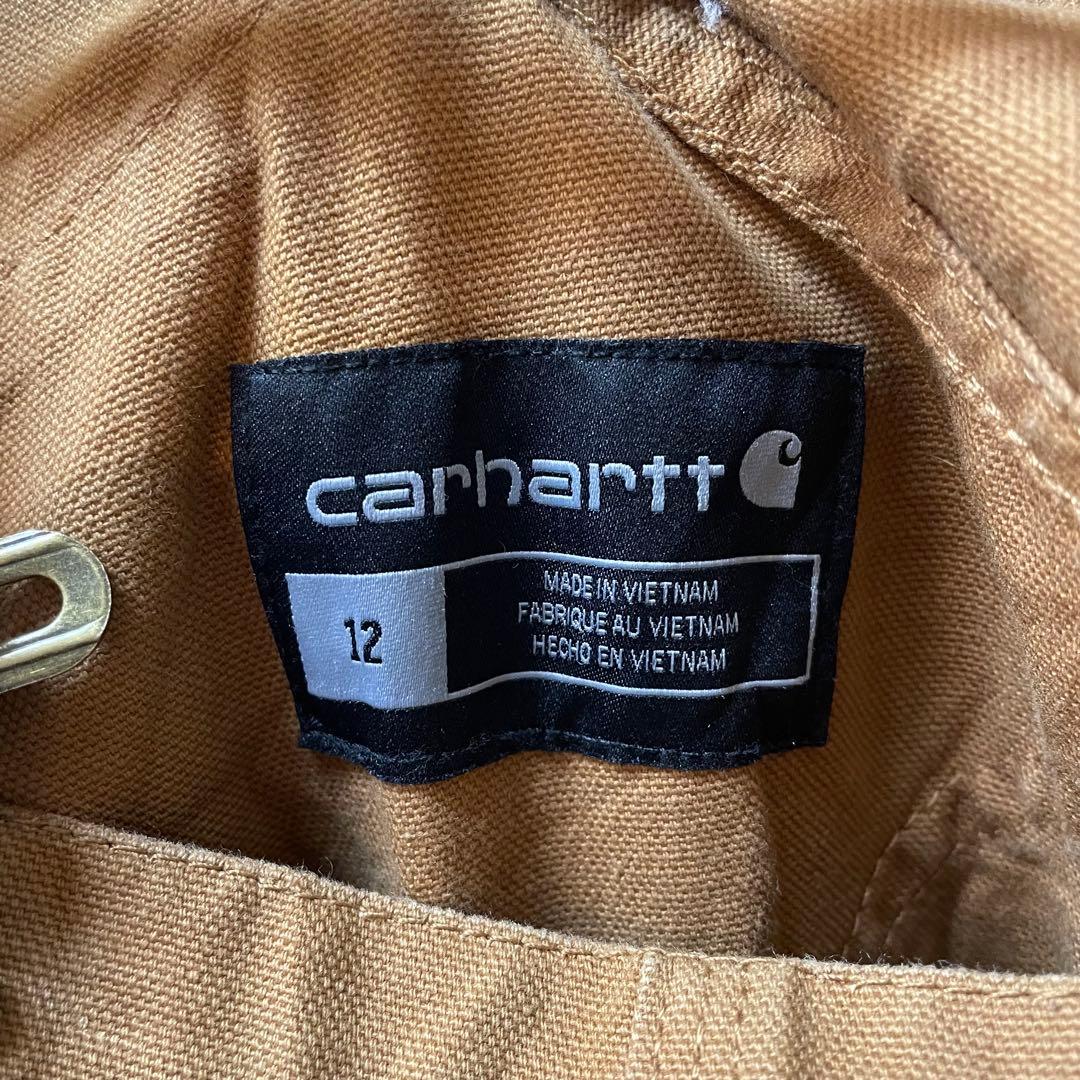 carhartt
12
MADE IN VIETNAM
FABRIQUE AU VIETNAM
HECHO EN VIETNAM